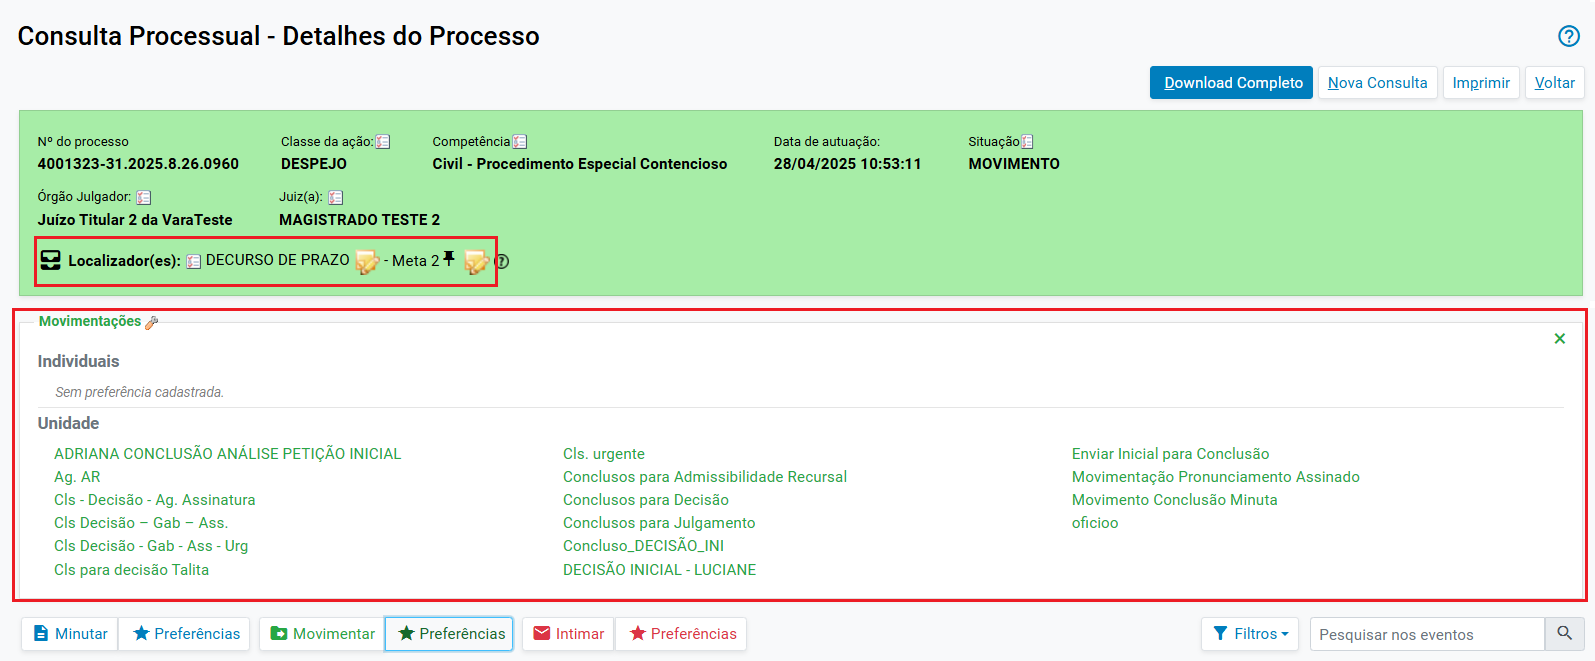 Consulta Processual - Detalhes do Processo
Download Completo Nova Consulta Imprimir Voltar
Nº do processo Classe da ação: Competência Data de autuação: Situação
4001323-31.2025.8.26.0960 DESPEJO Civil - Procedimento Especial Contencioso 28/04/2025 10:53:11 MOVIMENTO
Órgão Julgador: Juiz(a):
Juízo Titular 2 da VaraTeste MAGISTRADO TESTE 2
Localizador(es): DECURSO DE PRAZO - Meta 2
Movimentações
Individuais
Sem preferência cadastrada.
Unidade
ADRIANA CONCLUSÃO ANÁLISE PETIÇÃO INICIAL Cls. urgente Enviar Inicial para Conclusão
Ag. AR Conclusos para Admissibilidade Recursal Movimentação Pronunciamento Assinado
Cls - Decisão - Ag. Assinatura Conclusos para Decisão Movimento Conclusão Minuta
Cls Decisão – Gab – Ass. Conclusos para Julgamento oficioo
Cls Decisão - Gab - Ass - Urg Concluso_DECISÃO_INI
Cls para decisão Talita DECISÃO INICIAL - LUCIANE
Minutar Preferências Movimentar Preferências Intimar Preferências Filtros Pesquisar nos eventos